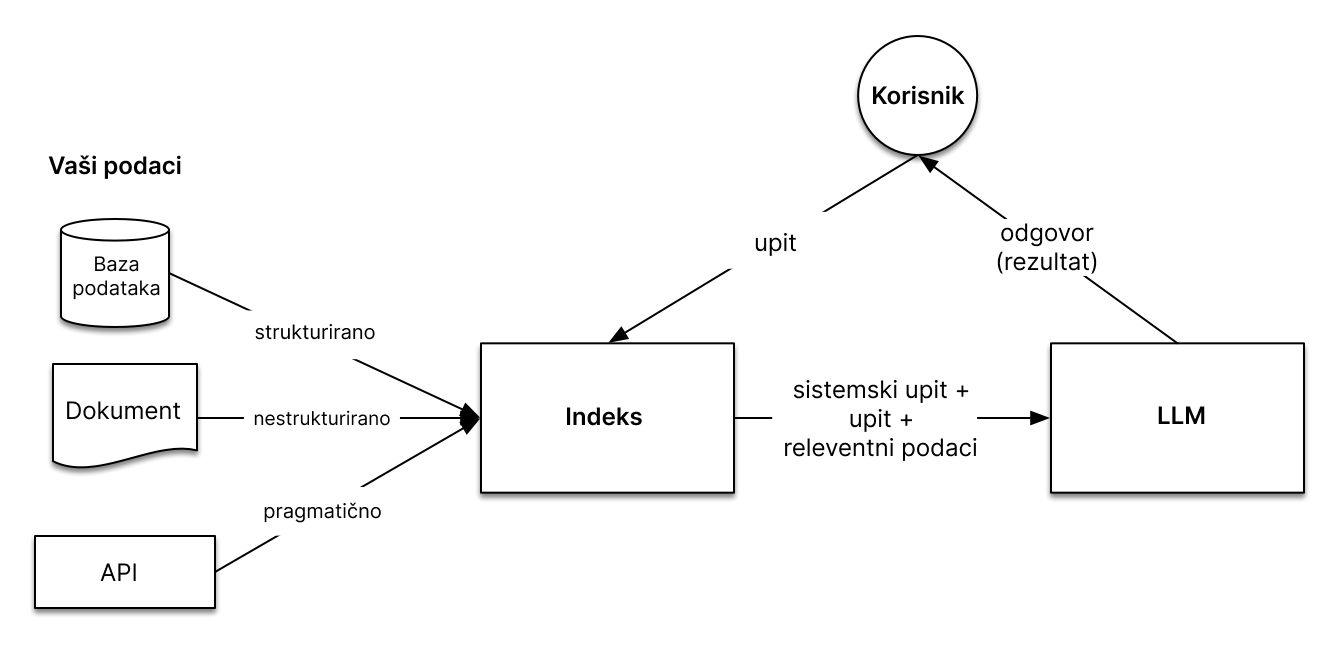 Korisnik
Vaši podaci
Baza
podataka
upit
odgovor
(rezultat)
strukturirano
Dokument
nestrukturirano
Indeks
sistemski upit +
upit +
releventni podaci
LLM
pragmatično
API